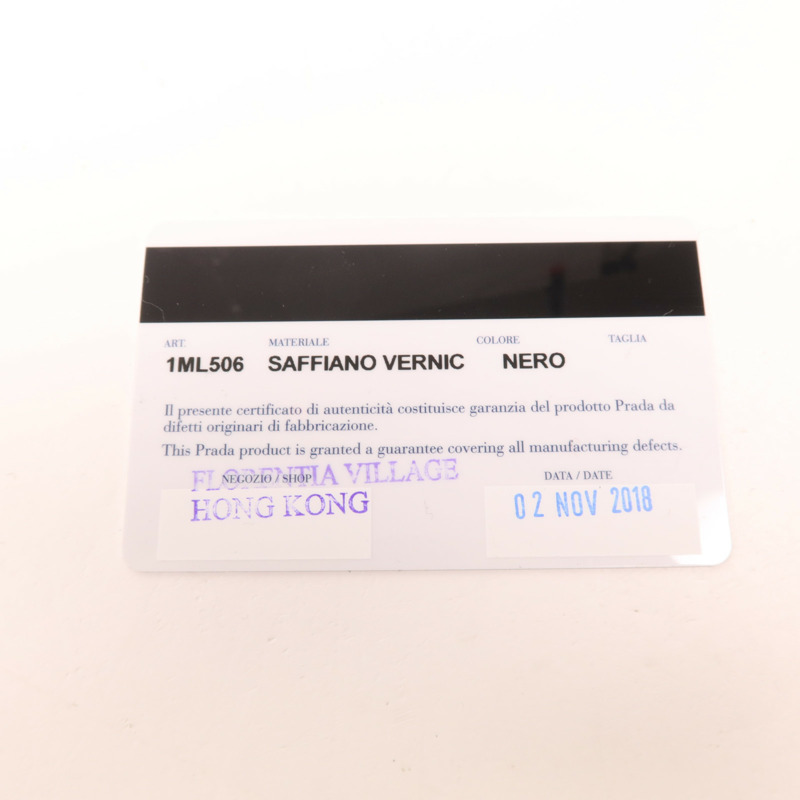 ART. MATERIALE COLORE TAGLIA
1ML506 SAFFIANO VERNIC NERO
Il presente certificato di autenticità costituisce garanzia del prodotto Prada da
difetti originari di fabbricazione.
This Prada product is granted a guarantee covering all manufacturing defects.
FLORENTIA VILLAGE
NEGOZIO / SHOP DATA / DATE
HONG KONG 02 NOV 2018